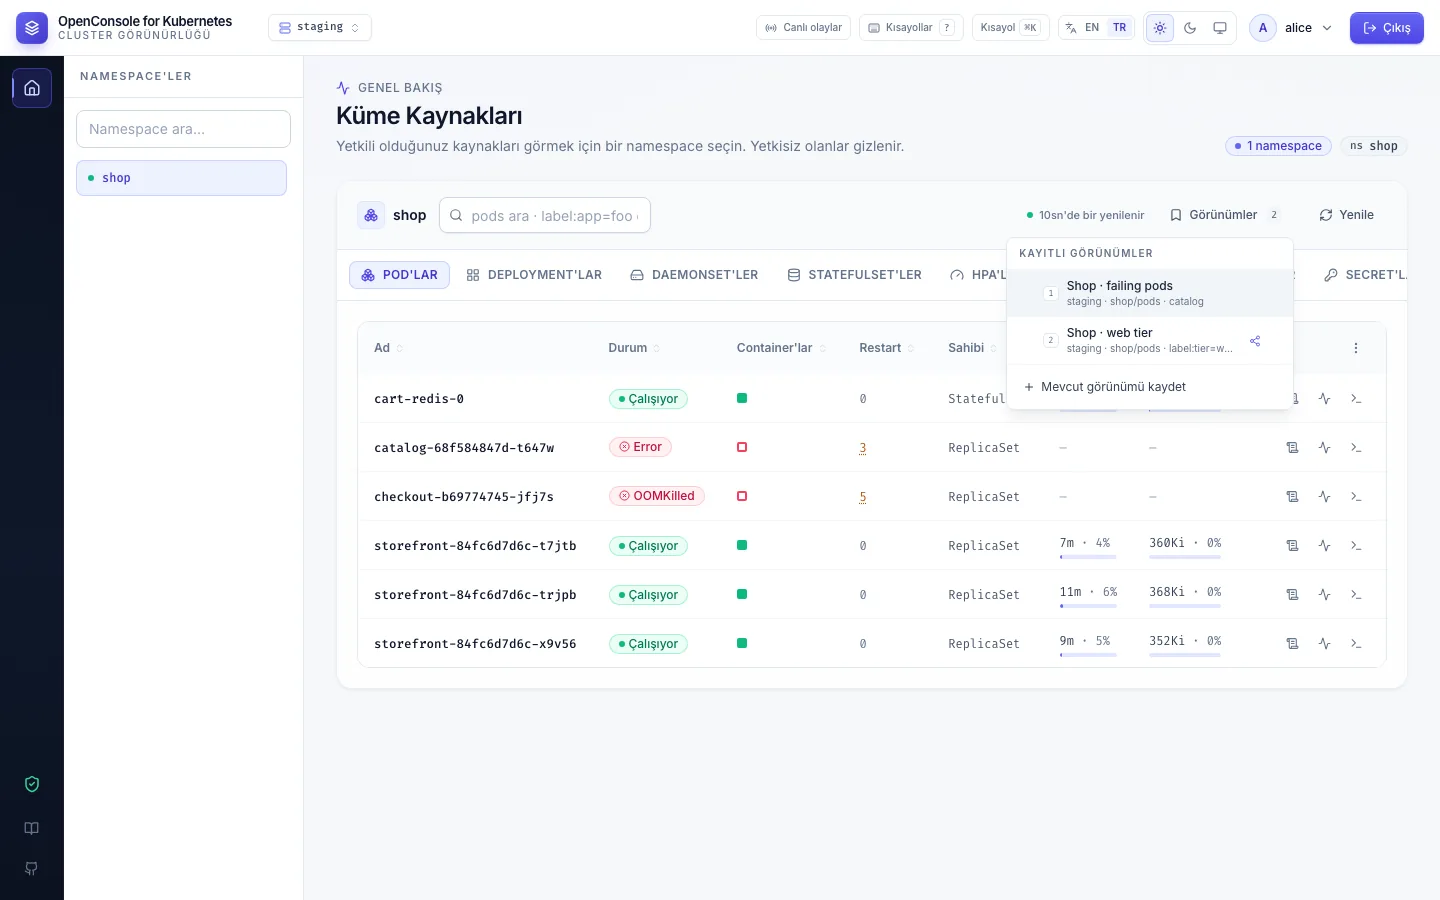 OpenConsole for Kubernetes
CLUSTER GÖRÜNÜRLÜĞÜ
staging
Canlı olaylar
Kısayollar ?
Kısayol ⌘K
EN TR
A alice
Çıkış
NAMESPACE'LER
Namespace ara...
shop
GENEL BAKIŞ
Küme Kaynakları
Yetkili olduğunuz kaynakları görmek için bir namespace seçin. Yetkisiz olanlar gizlenir.
1 namespace
ns shop
shop
pods ara · label:app=foo
10sn'de bir yenilenir
Görünümler 2
Yenile
POD'LAR
DEPLOYMENT'LAR
DAEMONSET'LER
STATEFULSET'LER
HPA'L
SECRET'L
KAYITLI GÖRÜNÜMLER
1 Shop · failing pods
staging · shop/pods · catalog
2 Shop · web tier
staging · shop/pods · label:tier=w...
+ Mevcut görünümü kaydet
Ad Durum Container'lar Restart Sahibi
cart-redis-0 Çalışıyor 0 Stateful
catalog-68f584847d-t647w Error 3 ReplicaSet — —
checkout-b69774745-jfj7s OOMKilled 5 ReplicaSet — —
storefront-84fc6d7d6c-t7jtb Çalışıyor 0 ReplicaSet 7m · 4% 360Ki · 0%
storefront-84fc6d7d6c-trjpb Çalışıyor 0 ReplicaSet 11m · 6% 368Ki · 0%
storefront-84fc6d7d6c-x9v56 Çalışıyor 0 ReplicaSet 9m · 5% 352Ki · 0%